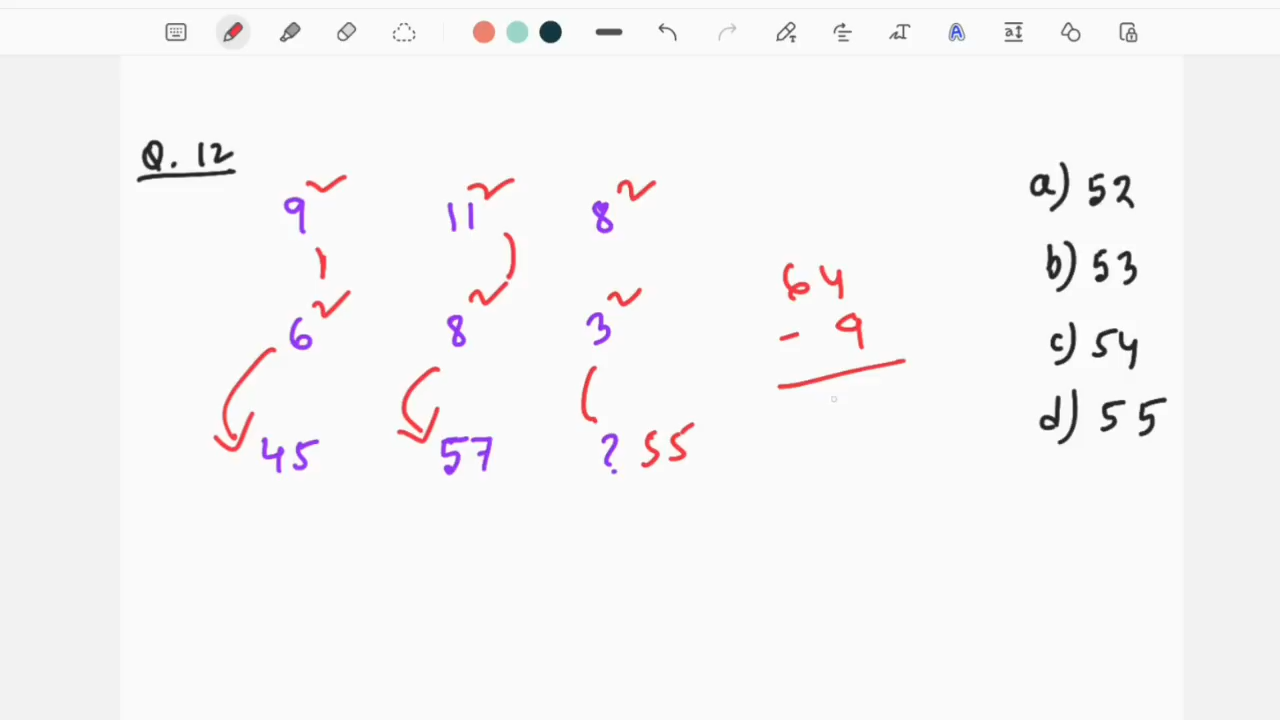 Q. 12
9² 11² 8²
6² 8² 3²
45 57 ? 55
64
- 9
a) 52
b) 53
c) 54
d) 55